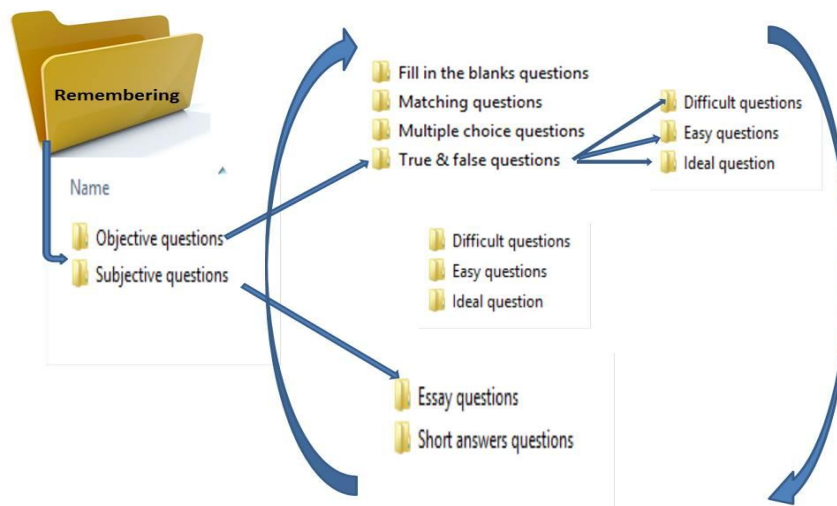 Remembering
Name
Objective questions
Subjective questions
Fill in the blanks questions
Matching questions
Multiple choice questions
True & false questions
Difficult questions
Easy questions
Ideal question
Difficult questions
Easy questions
Ideal question
Essay questions
Short answers questions